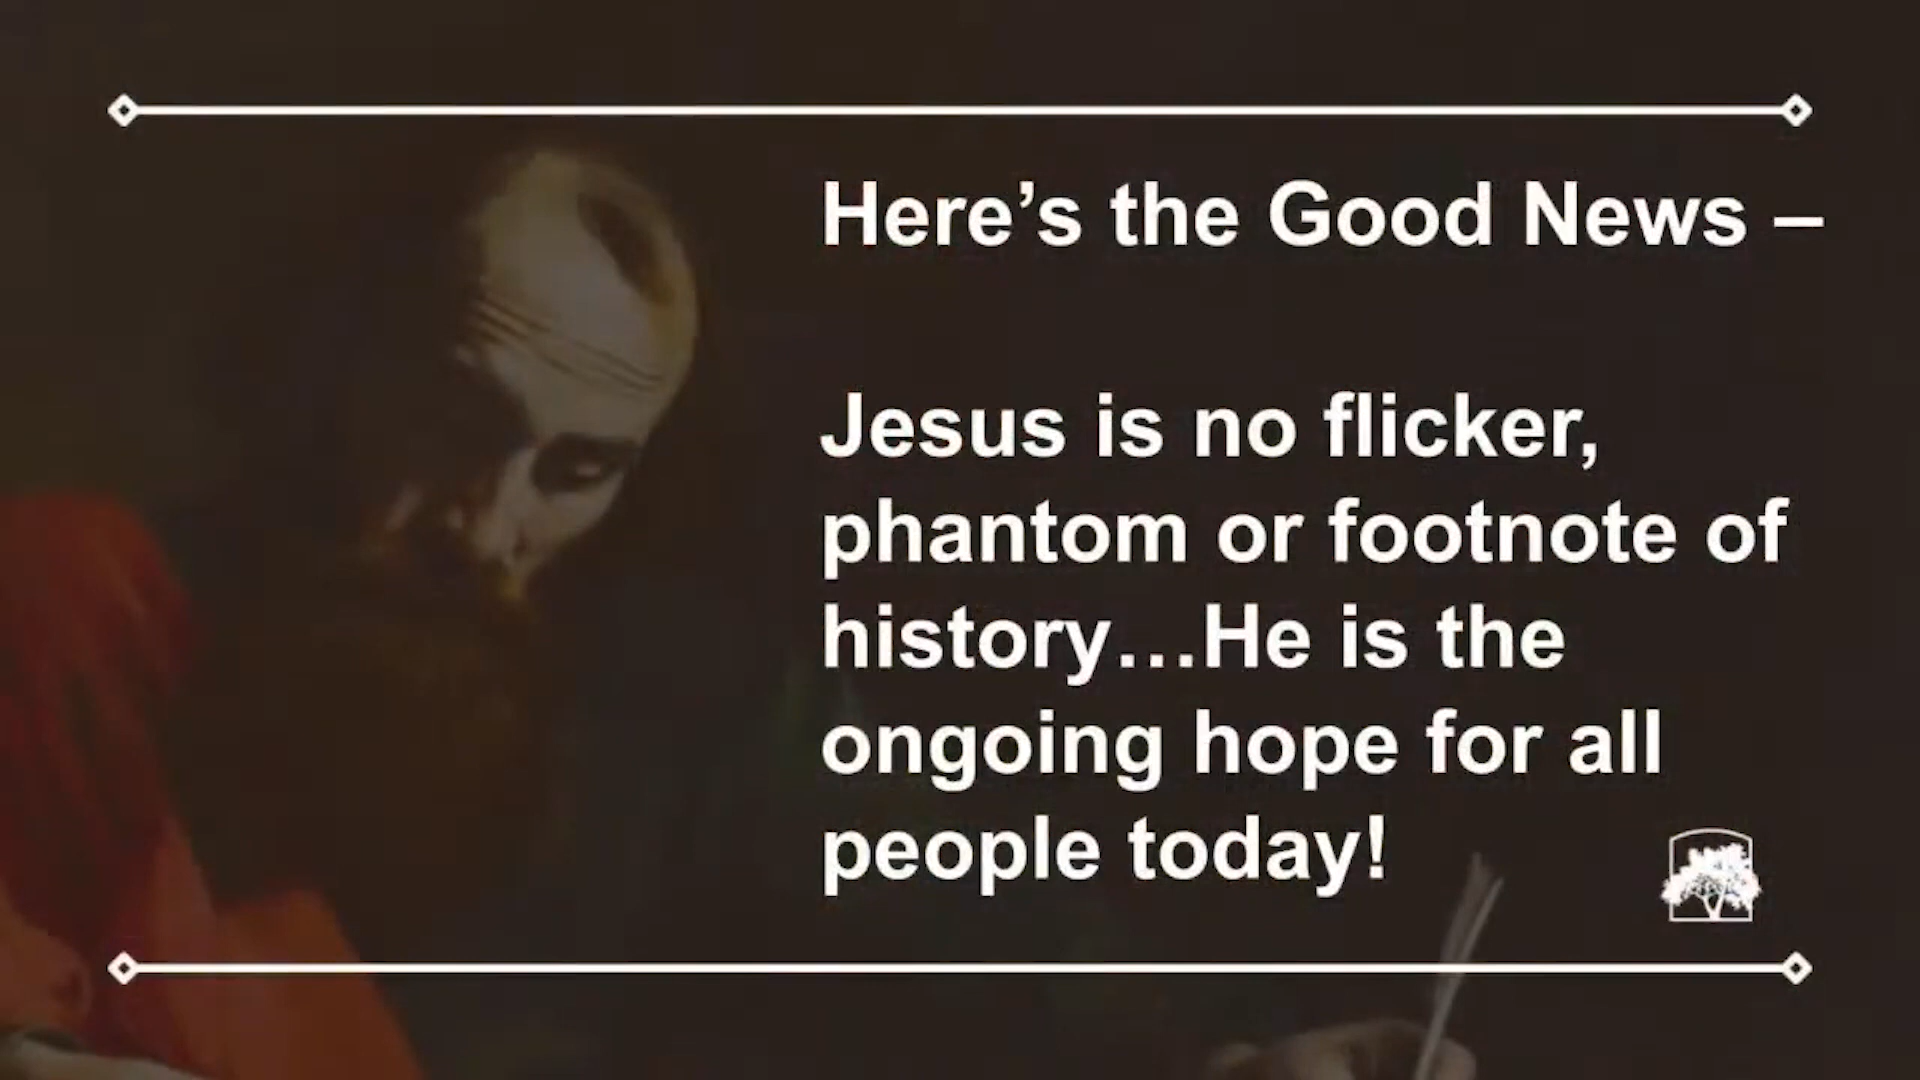 Here’s the Good News –
Jesus is no flicker,
phantom or footnote of
history…He is the
ongoing hope for all
people today!